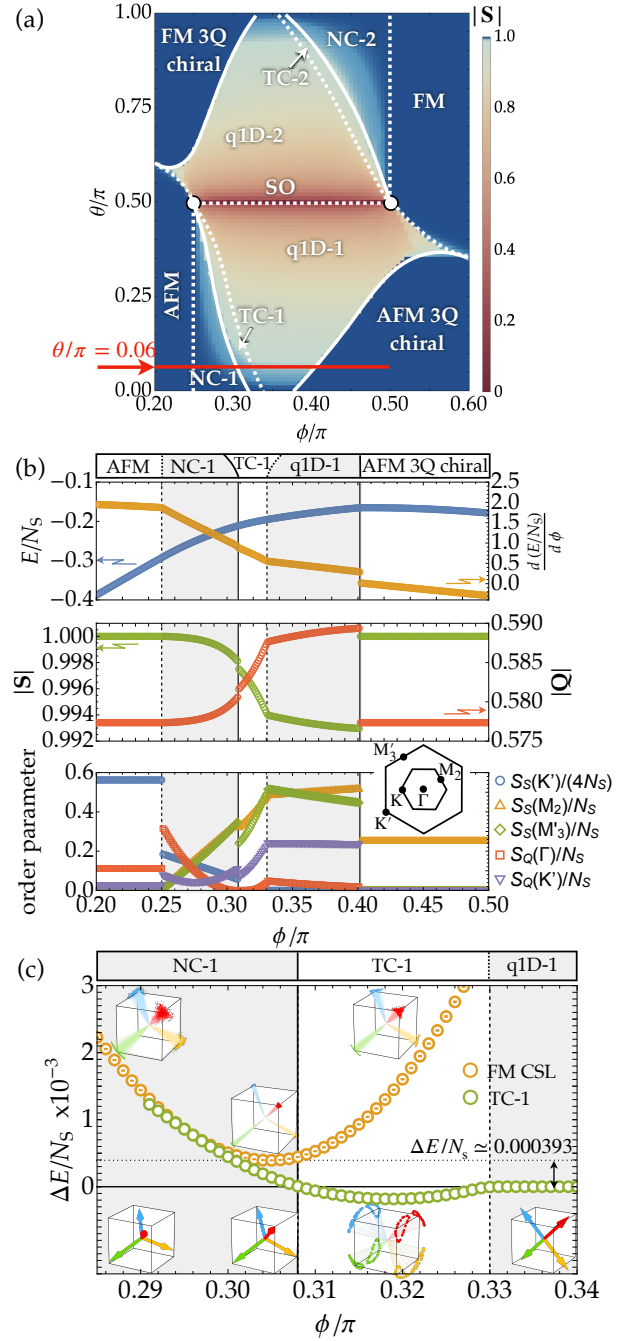 (a)
|S|
FM 3Q
chiral
NC-2
TC-2
FM
q1D-2
SO
q1D-1
AFM
TC-1
AFM 3Q
chiral
NC-1
θ/π = 0.06
θ/π
1.00
0.75
0.50
0.25
0.00
0.20 0.30 0.40 0.50 0.60
ϕ/π
1.0
0.8
0.6
0.4
0.2
0
(b)
AFM NC-1 TC-1 q1D-1 AFM 3Q chiral
E/N_S
-0.1
-0.2
-0.3
-0.4
2.0
1.5
1.0
0.5
0.0
d (E/N_S)
d ϕ
|S|
1.000
0.998
0.996
0.994
0.992
0.590
0.585
0.580
0.575
|Q|
order parameter
0.6
0.4
0.2
0.0
M′₃
M₂
K Γ
K′
S_S(K′)/(4N_S)
S_S(M₂)/N_S
S_S(M′₃)/N_S
S_Q(Γ)/N_S
S_Q(K′)/N_S
0.20 0.25 0.30 0.35 0.40 0.45 0.50
ϕ/π
(c)
NC-1 TC-1 q1D-1
ΔE/N_S x10⁻³
3
2
1
0
FM CSL
TC-1
ΔE/N_s ≃ 0.000393
0.29 0.30 0.31 0.32 0.33 0.34
ϕ/π